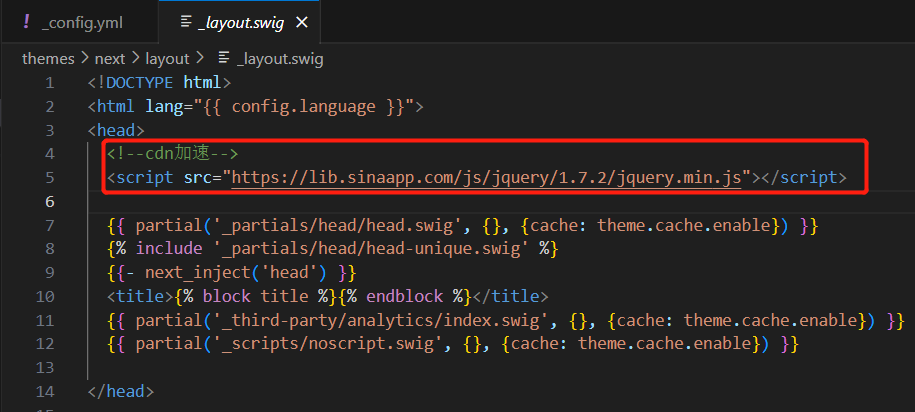 ! _config.yml
_layout.swig ×
themes > next > layout > _layout.swig
1 <!DOCTYPE html>
2 <html lang="{{ config.language }}">
3 <head>
4 <!--cdn加速-->
5 <script src="https://lib.sinaapp.com/js/jquery/1.7.2/jquery.min.js"></script>
6
7 {{ partial('_partials/head/head.swig', {}, {cache: theme.cache.enable}) }}
8 {% include '_partials/head/head-unique.swig' %}
9 {{- next_inject('head') }}
10 <title>{% block title %}{% endblock %}</title>
11 {{ partial('_third-party/analytics/index.swig', {}, {cache: theme.cache.enable}) }}
12 {{ partial('_scripts/noscript.swig', {}, {cache: theme.cache.enable}) }}
13
14 </head>